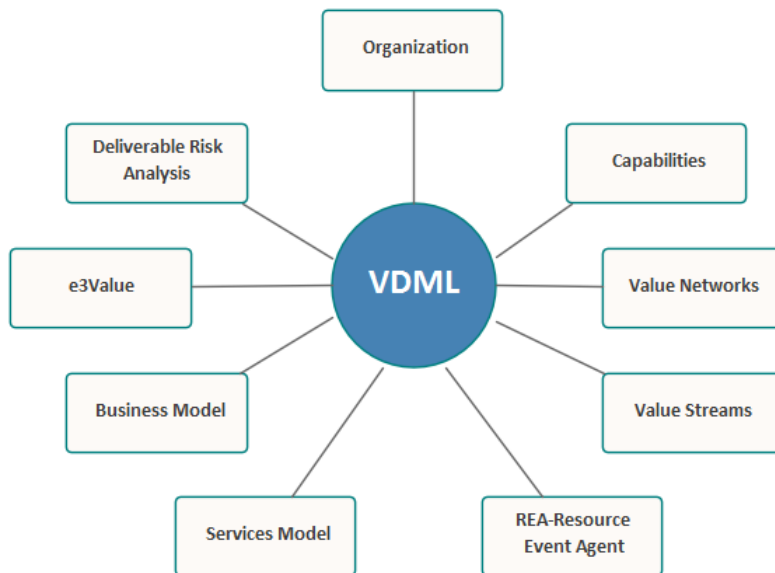 Organization
Deliverable Risk
Analysis
Capabilities
e3Value
VDML
Value Networks
Business Model
Value Streams
Services Model
REA-Resource
Event Agent